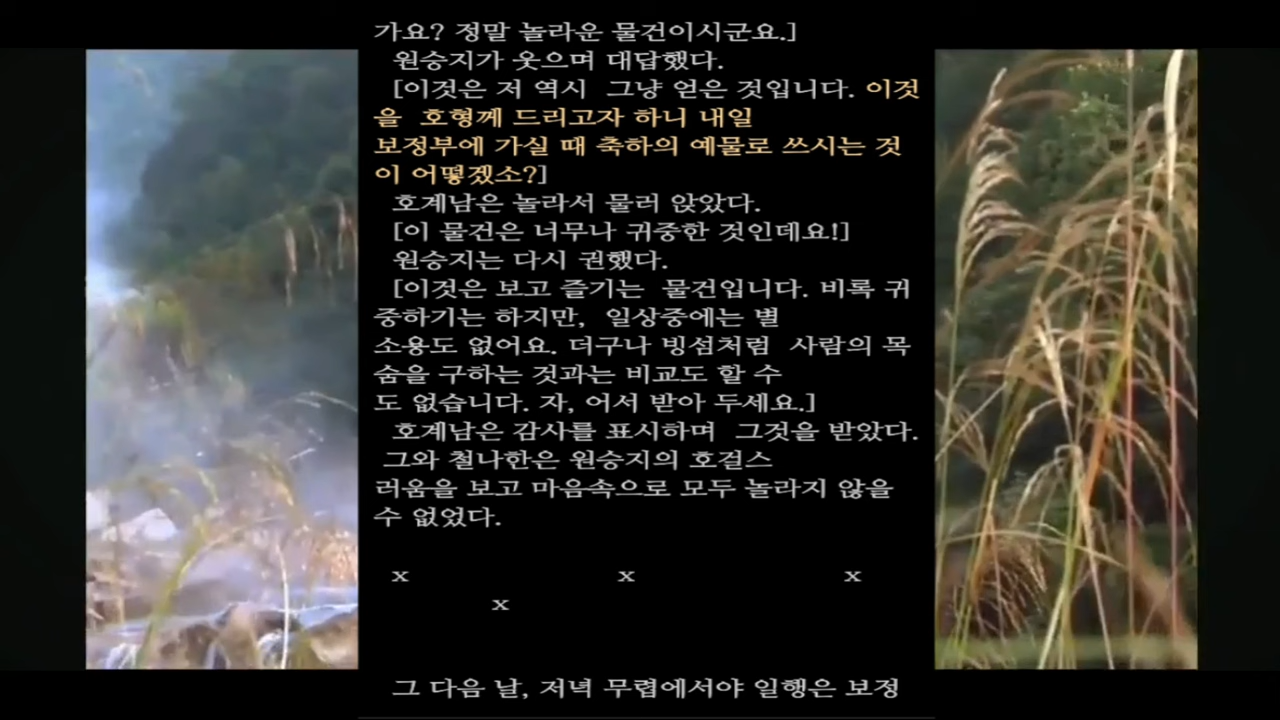 가요? 정말 놀라운 물건이시군요.]
원승지가 웃으며 대답했다.
[이것은 저 역시 그냥 얻은 것입니다. 이것
을 호형께 드리고자 하니 내일
보정부에 가실 때 축하의 예물로 쓰시는 것
이 어떻겠소?]
호계남은 놀라서 물러 앉았다.
[이 물건은 너무나 귀중한 것인데요!]
원승지는 다시 권했다.
[이것은 보고 즐기는 물건입니다. 비록 귀
중하기는 하지만, 일상중에는 별
소용도 없어요. 더구나 빙섬처럼 사람의 목
숨을 구하는 것과는 비교도 할 수
도 없습니다. 자, 어서 받아 두세요.]
호계남은 감사를 표시하며 그것을 받았다.
그와 철나한은 원승지의 호걸스
러움을 보고 마음속으로 모두 놀라지 않을
수 없었다.
x x x
x
그 다음 날, 저녁 무렵에서야 일행은 보정